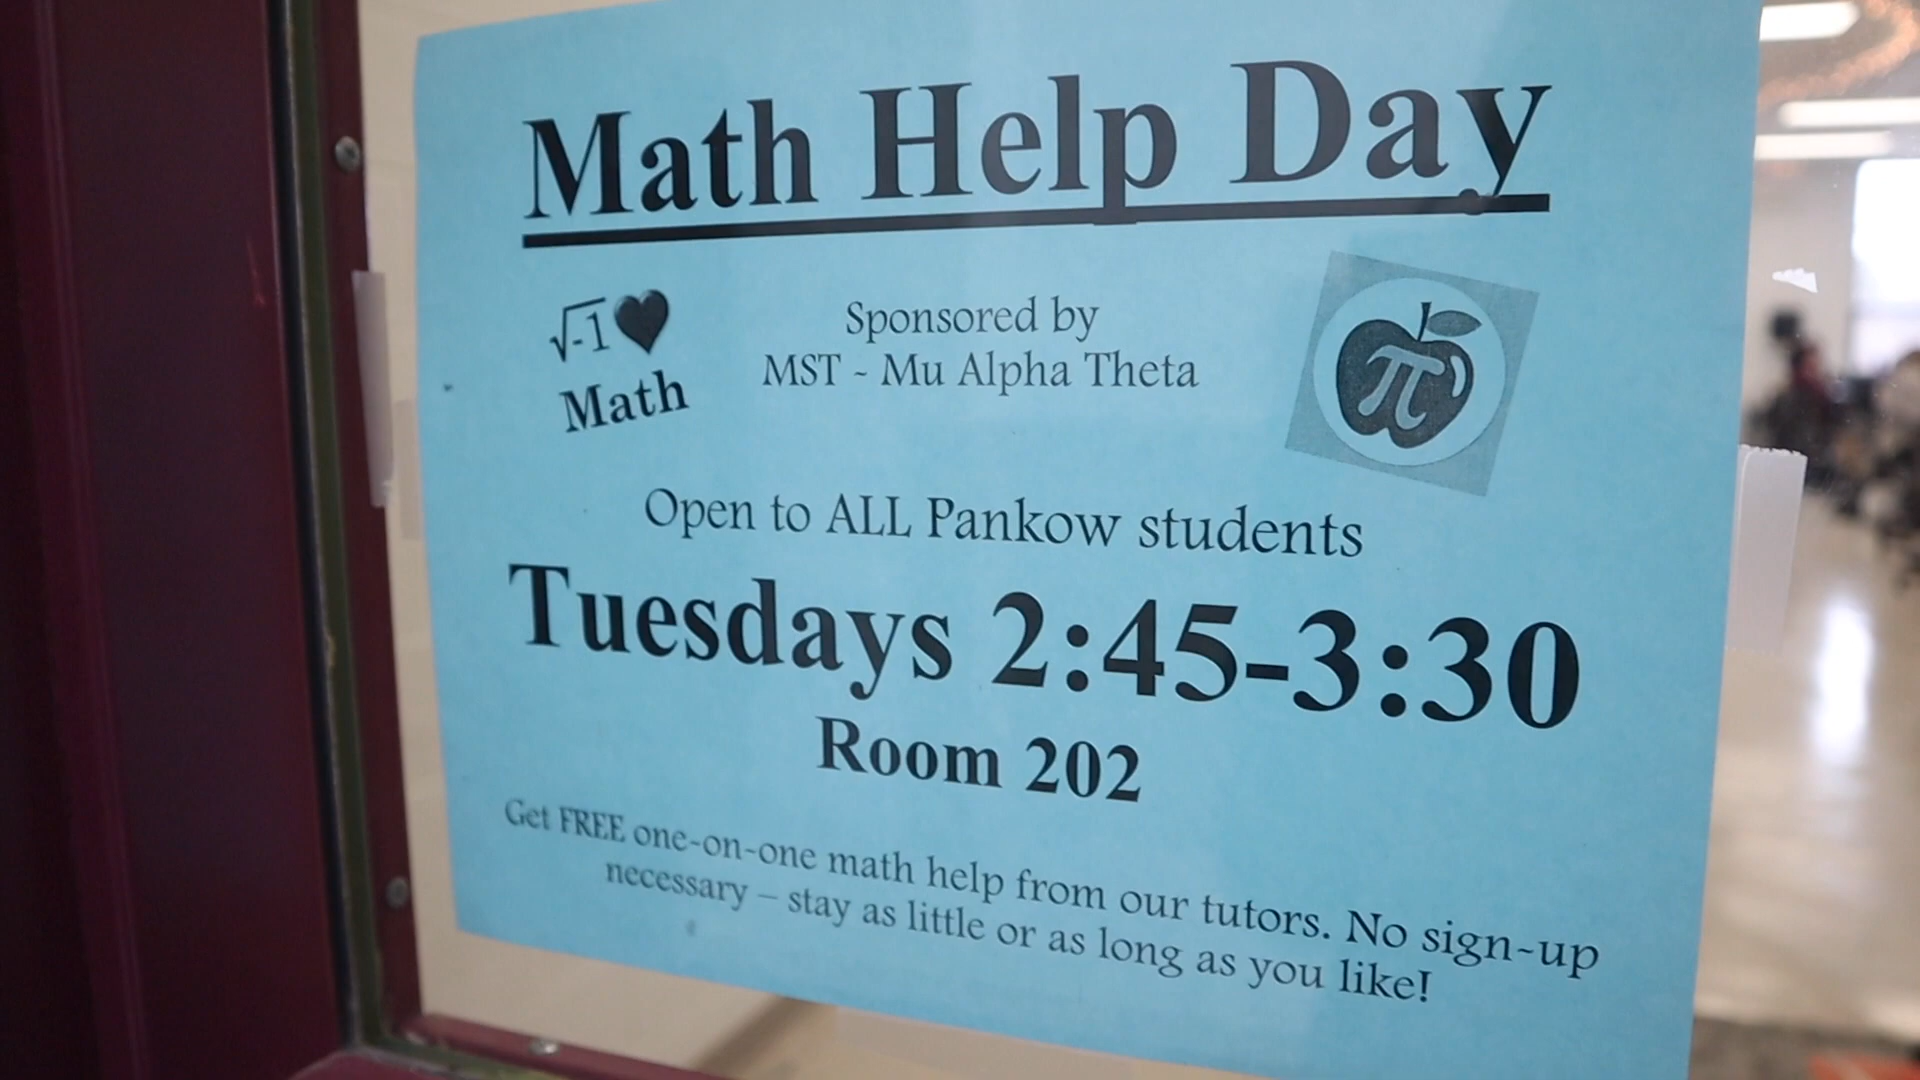 Math Help Day
√-1 ♥
Math
Sponsored by
MST - Mu Alpha Theta
π
Open to ALL Pankow students
Tuesdays 2:45-3:30
Room 202
Get FREE one-on-one math help from our tutors. No sign-up
necessary – stay as little or as long as you like!